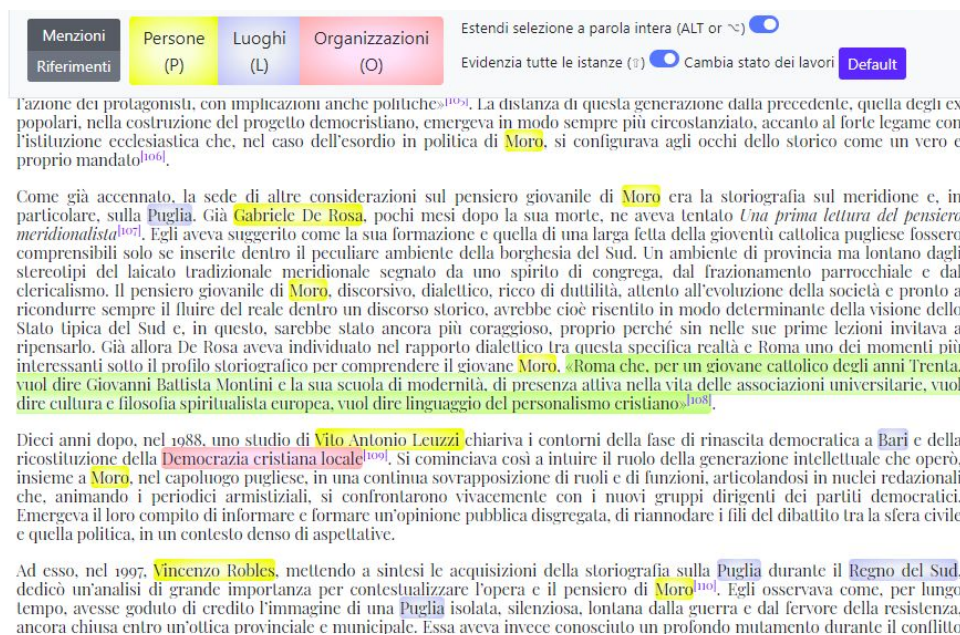 Menzioni
Riferimenti
Persone
(P)
Luoghi
(L)
Organizzazioni
(O)
Estendi selezione a parola intera (ALT or ⌥)
Evidenzia tutte le istanze (⇧) Cambia stato dei lavori Default
l'azione dei protagonisti, con implicazioni anche politiche»[105]. La distanza di questa generazione dalla precedente, quella degli ex
popolari, nella costruzione del progetto democristiano, emergeva in modo sempre più circostanziato, accanto al forte legame con
l'istituzione ecclesiastica che, nel caso dell'esordio in politica di Moro, si configurava agli occhi dello storico come un vero e
proprio mandato[106].
Come già accennato, la sede di altre considerazioni sul pensiero giovanile di Moro era la storiografia sul meridione e, in
particolare, sulla Puglia. Già Gabriele De Rosa, pochi mesi dopo la sua morte, ne aveva tentato Una prima lettura del pensiero
meridionalista[107]. Egli aveva suggerito come la sua formazione e quella di una larga fetta della gioventù cattolica pugliese fossero
comprensibili solo se inserite dentro il peculiare ambiente della borghesia del Sud. Un ambiente di provincia ma lontano dagli
stereotipi del laicato tradizionale meridionale segnato da uno spirito di congrega, dal frazionamento parrocchiale e dal
clericalismo. Il pensiero giovanile di Moro, discorsivo, dialettico, ricco di duttilità, attento all'evoluzione della società e pronto a
ricondurre sempre il fluire del reale dentro un discorso storico, avrebbe cioè risentito in modo determinante della visione dello
Stato tipica del Sud e, in questo, sarebbe stato ancora più coraggioso, proprio perché sin nelle sue prime lezioni invitava a
ripensarlo. Già allora De Rosa aveva individuato nel rapporto dialettico tra questa specifica realtà e Roma uno dei momenti più
interessanti sotto il profilo storiografico per comprendere il giovane Moro, «Roma che, per un giovane cattolico degli anni Trenta,
vuol dire Giovanni Battista Montini e la sua scuola di modernità, di presenza attiva nella vita delle associazioni universitarie, vuol
dire cultura e filosofia spiritualista europea, vuol dire linguaggio del personalismo cristiano»[108].
Dieci anni dopo, nel 1988, uno studio di Vito Antonio Leuzzi chiariva i contorni della fase di rinascita democratica a Bari e della
ricostituzione della Democrazia cristiana locale[109]. Si cominciava così a intuire il ruolo della generazione intellettuale che operò,
insieme a Moro, nel capoluogo pugliese, in una continua sovrapposizione di ruoli e di funzioni, articolandosi in nuclei redazionali
che, animando i periodici armistiziali, si confrontarono vivacemente con i nuovi gruppi dirigenti dei partiti democratici.
Emergeva il loro compito di informare e formare un'opinione pubblica disgregata, di riannodare i fili del dibattito tra la sfera civile
e quella politica, in un contesto denso di aspettative.
Ad esso, nel 1997, Vincenzo Robles, mettendo a sintesi le acquisizioni della storiografia sulla Puglia durante il Regno del Sud,
dedicò un'analisi di grande importanza per contestualizzare l'opera e il pensiero di Moro[110]. Egli osservava come, per lungo
tempo, avesse goduto di credito l'immagine di una Puglia isolata, silenziosa, lontana dalla guerra e dal fervore della resistenza,
ancora chiusa entro un'ottica provinciale e municipale. Essa aveva invece conosciuto un profondo mutamento durante il conflitto